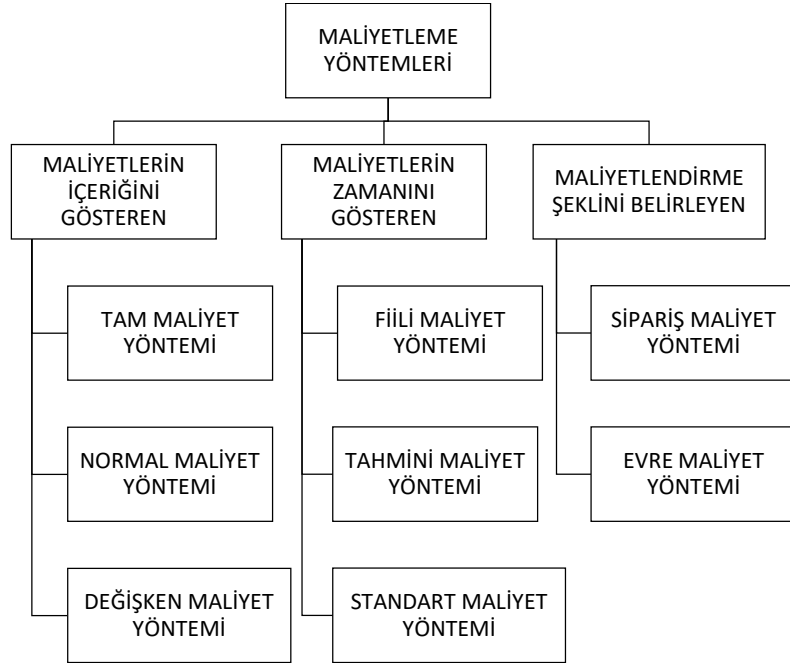 MALİYETLEME
YÖNTEMLERİ
MALİYETLERİN
İÇERİĞİNİ
GÖSTEREN
MALİYETLERİN
ZAMANINI
GÖSTEREN
MALİYETLENDİRME
ŞEKLİNİ BELİRLEYEN
TAM MALİYET
YÖNTEMİ
NORMAL MALİYET
YÖNTEMİ
DEĞİŞKEN MALİYET
YÖNTEMİ
FİİLİ MALİYET
YÖNTEMİ
TAHMİNİ MALİYET
YÖNTEMİ
STANDART MALİYET
YÖNTEMİ
SİPARİŞ MALİYET
YÖNTEMİ
EVRE MALİYET
YÖNTEMİ